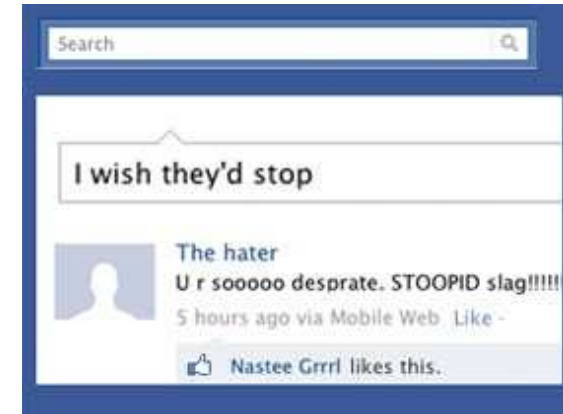 Search
I wish they'd stop
The hater
U r sooooo desprate. STOOPID slag!!!!!!
5 hours ago via Mobile Web Like ·
Nastee Grrrl likes this.